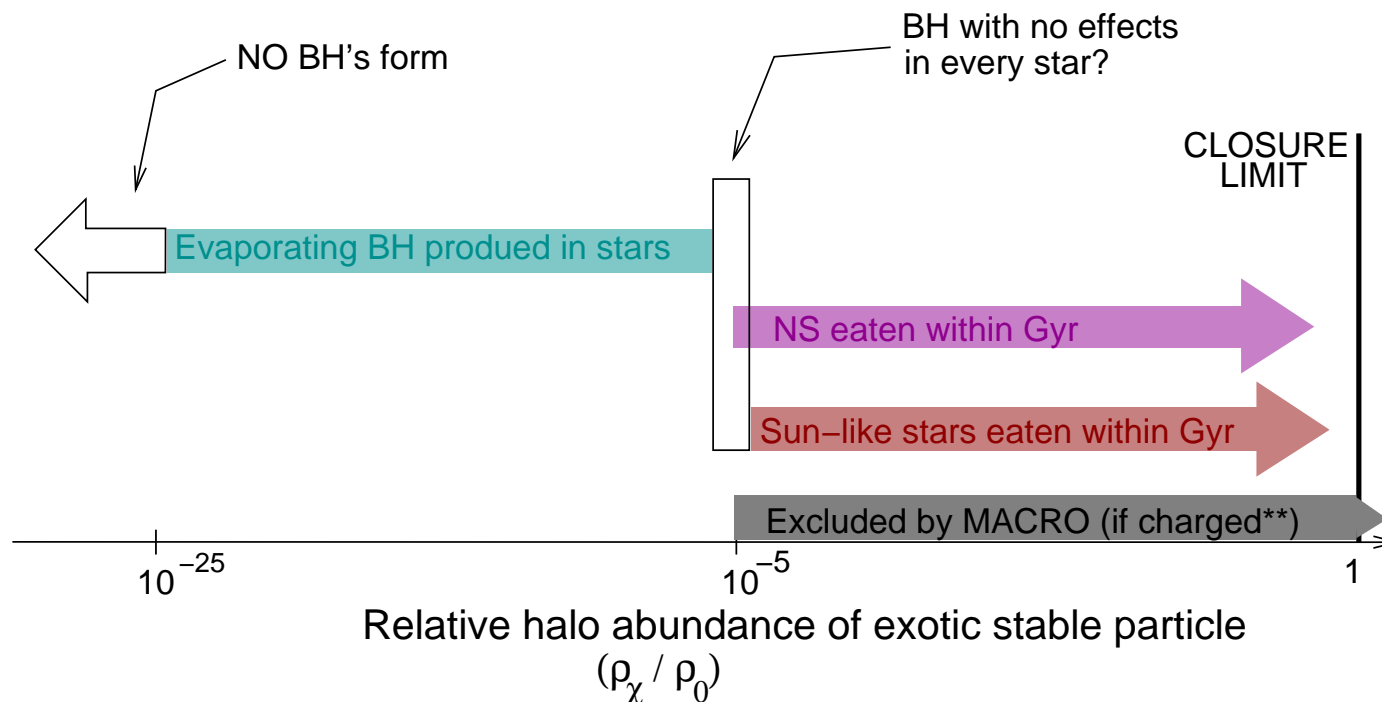 NO BH's form
BH with no effects
in every star?
CLOSURE
LIMIT
Evaporating BH produed in stars
NS eaten within Gyr
Sun−like stars eaten within Gyr
Excluded by MACRO (if charged**)
10⁻²⁵
10⁻⁵
1
Relative halo abundance of exotic stable particle
(ρ_χ / ρ_0)